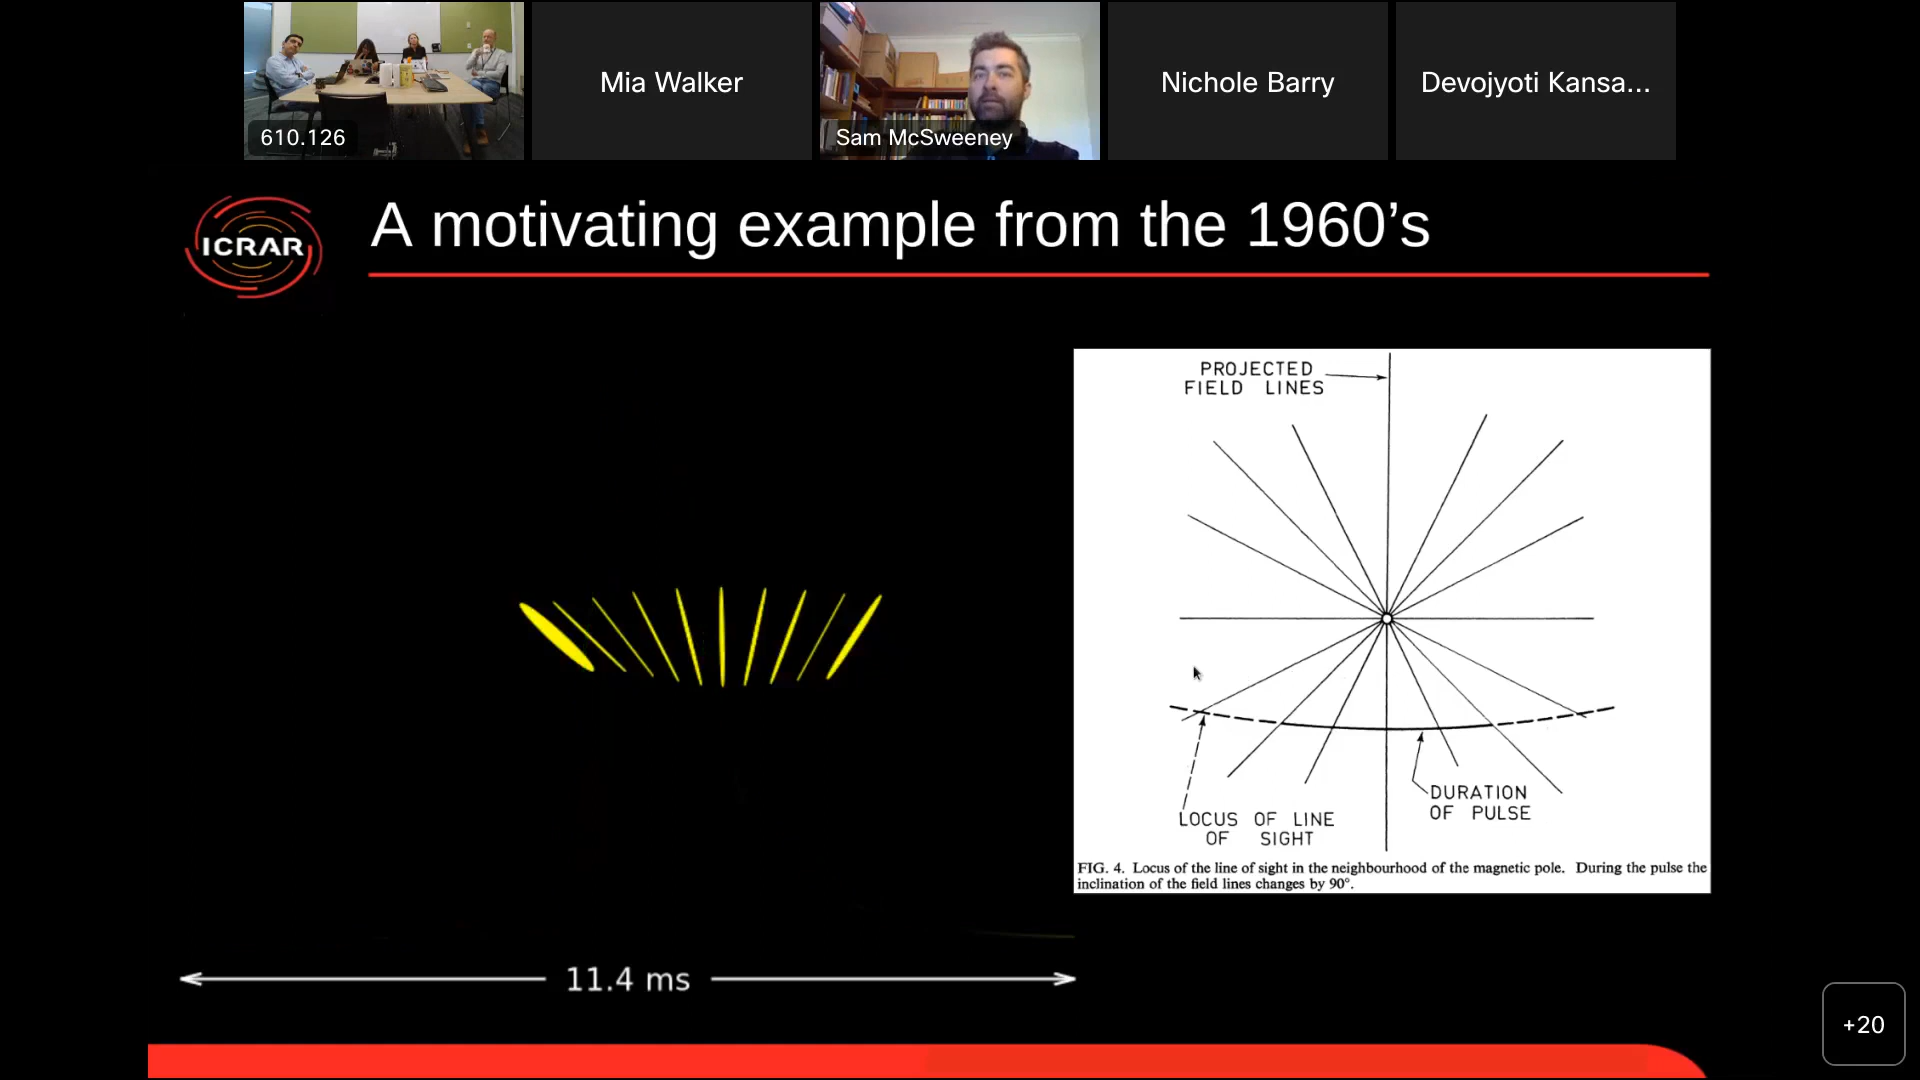 610.126
Mia Walker
Sam McSweeney
Nichole Barry
Devojyoti Kansa...
ICRAR
A motivating example from the 1960’s
PROJECTED
FIELD LINES
LOCUS OF LINE
OF SIGHT
DURATION
OF PULSE
FIG. 4. Locus of the line of sight in the neighbourhood of the magnetic pole. During the pulse the
inclination of the field lines changes by 90°.
11.4 ms
+20